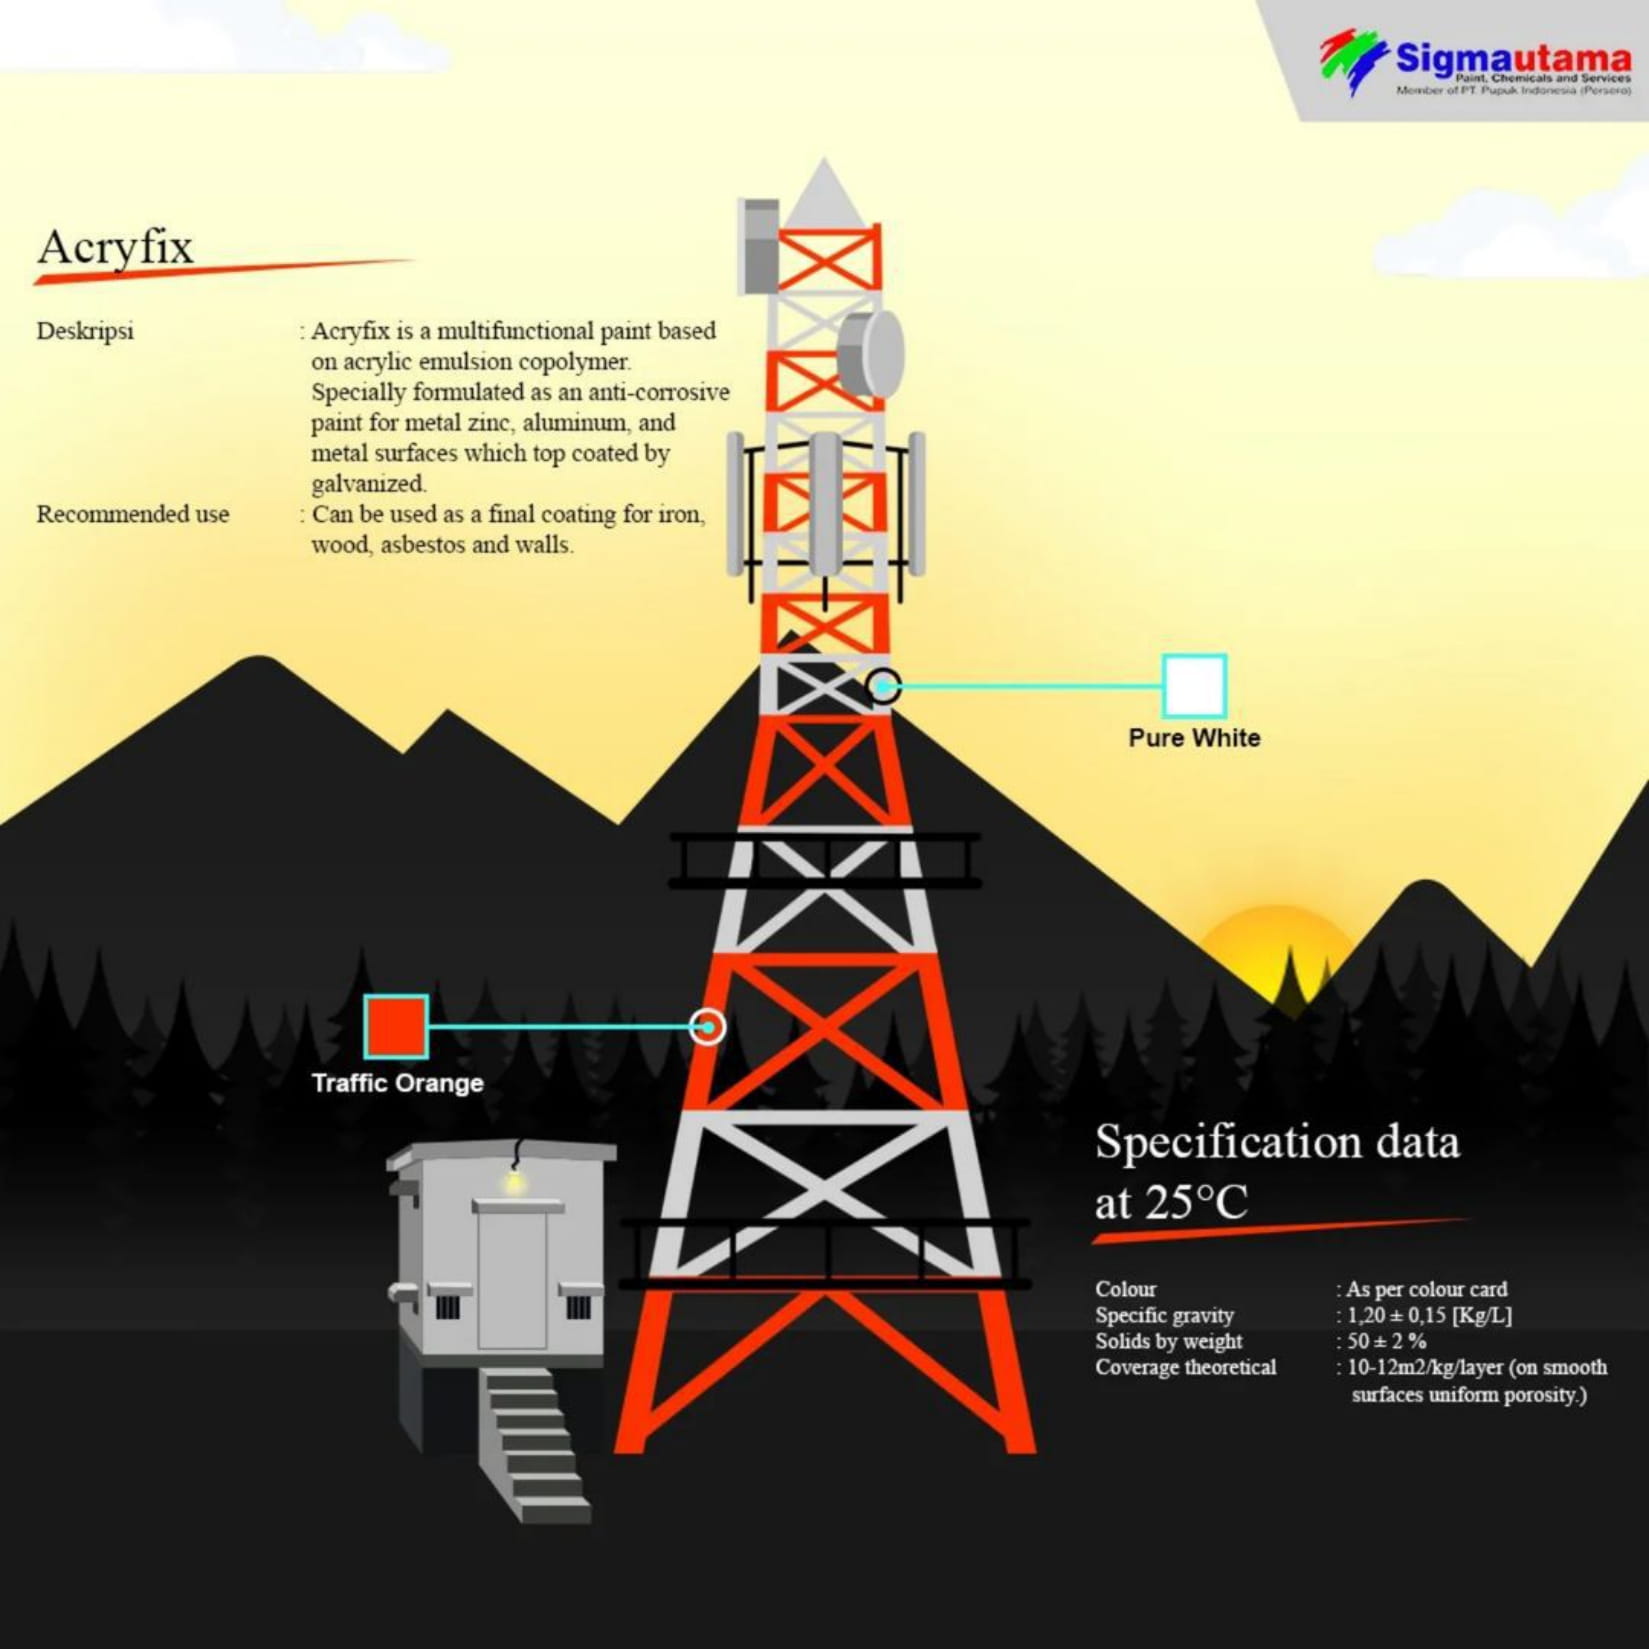 Sigmautama
Paint, Chemicals and Services
Member of PT. Pupuk Indonesia (Persero)
Acryfix
Deskripsi : Acryfix is a multifunctional paint based
on acrylic emulsion copolymer.
Specially formulated as an anti-corrosive
paint for metal zinc, aluminum, and
metal surfaces which top coated by
galvanized.
Recommended use : Can be used as a final coating for iron,
wood, asbestos and walls.
Pure White
Traffic Orange
Specification data
at 25°C
Colour : As per colour card
Specific gravity : 1,20 ± 0,15 [Kg/L]
Solids by weight : 50 ± 2 %
Coverage theoretical : 10-12m2/kg/layer (on smooth
surfaces uniform porosity.)